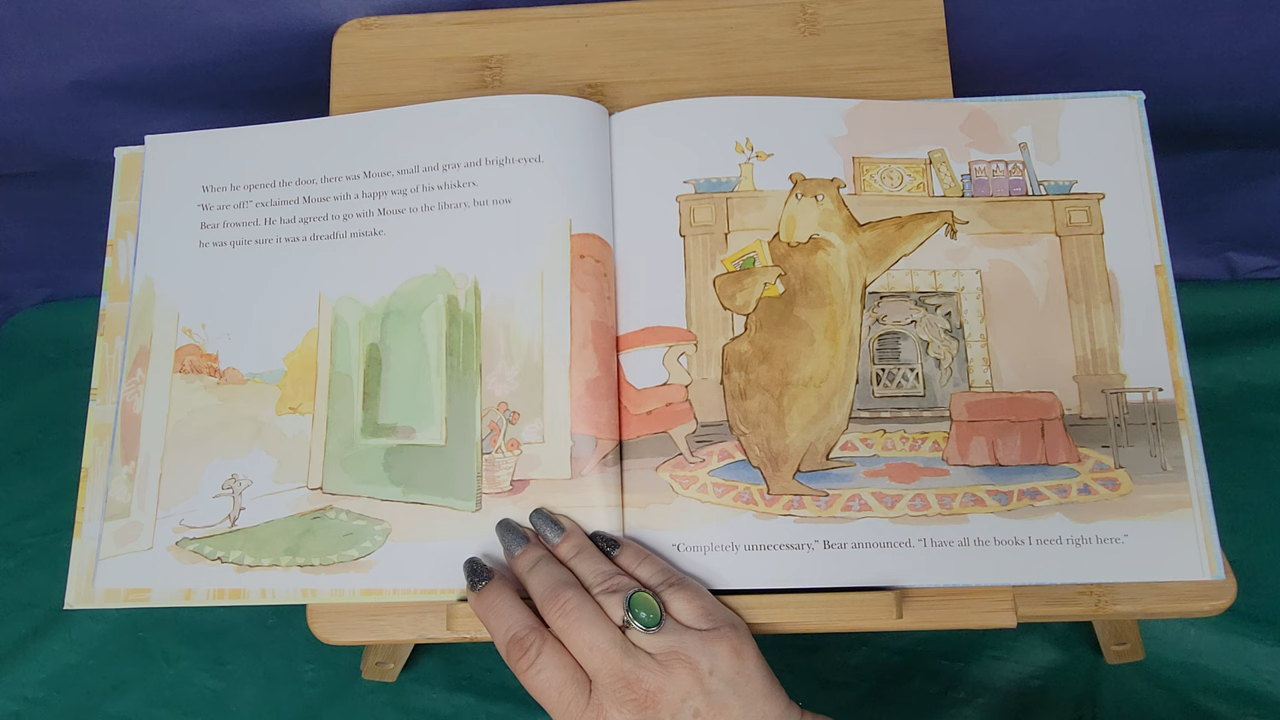 When he opened the door, there was Mouse, small and gray and bright-eyed.
“We are off!” exclaimed Mouse with a happy wag of his whiskers.
Bear frowned. He had agreed to go with Mouse to the library, but now
he was quite sure it was a dreadful mistake.
“Completely unnecessary,” Bear announced. “I have all the books I need right here.”